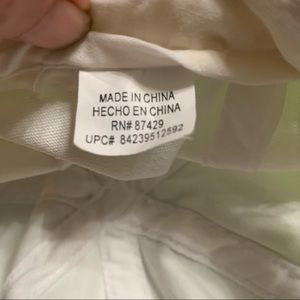 MADE IN CHINA
HECHO EN CHINA
RN# 87429
UPC# 84239512592